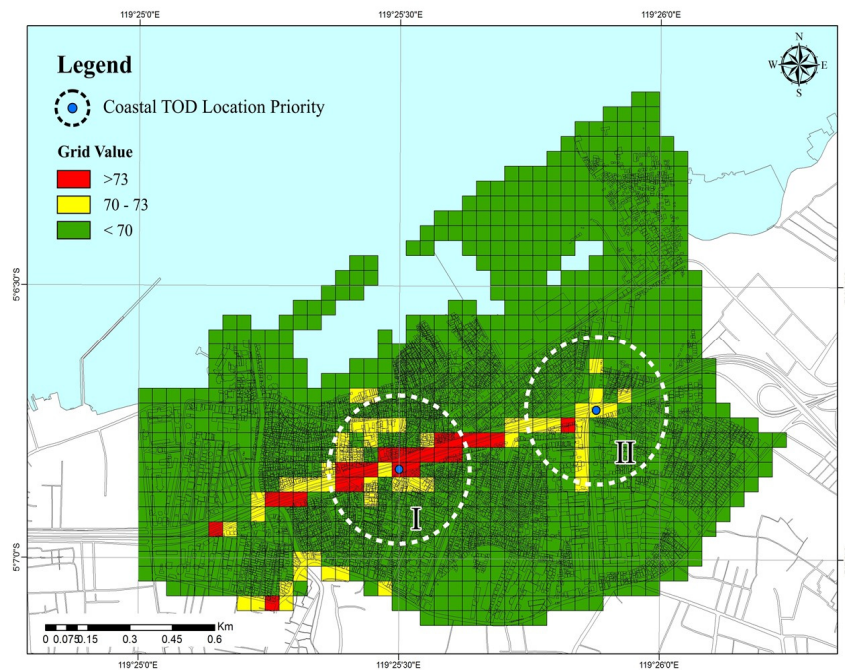 119°25'0"E 119°25'30"E 119°26'0"E
Legend
Coastal TOD Location Priority
Grid Value
>73
70 - 73
< 70
N
W E
S
5°6'30"S
5°7'0"S
I
II
Km
0 0.075 0.15 0.3 0.45 0.6
119°25'0"E 119°25'30"E 119°26'0"E